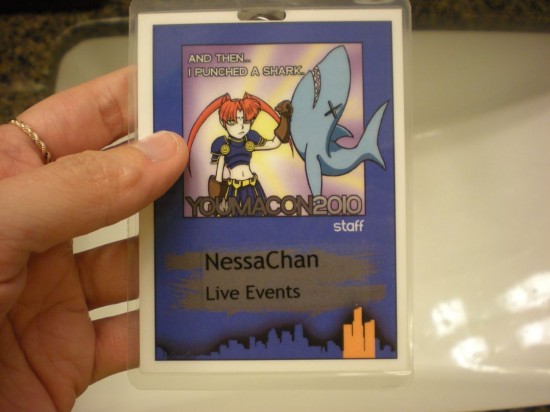 AND THEN...
I PUNCHED A SHARK.
YOUMACON2010
staff
NessaChan
Live Events